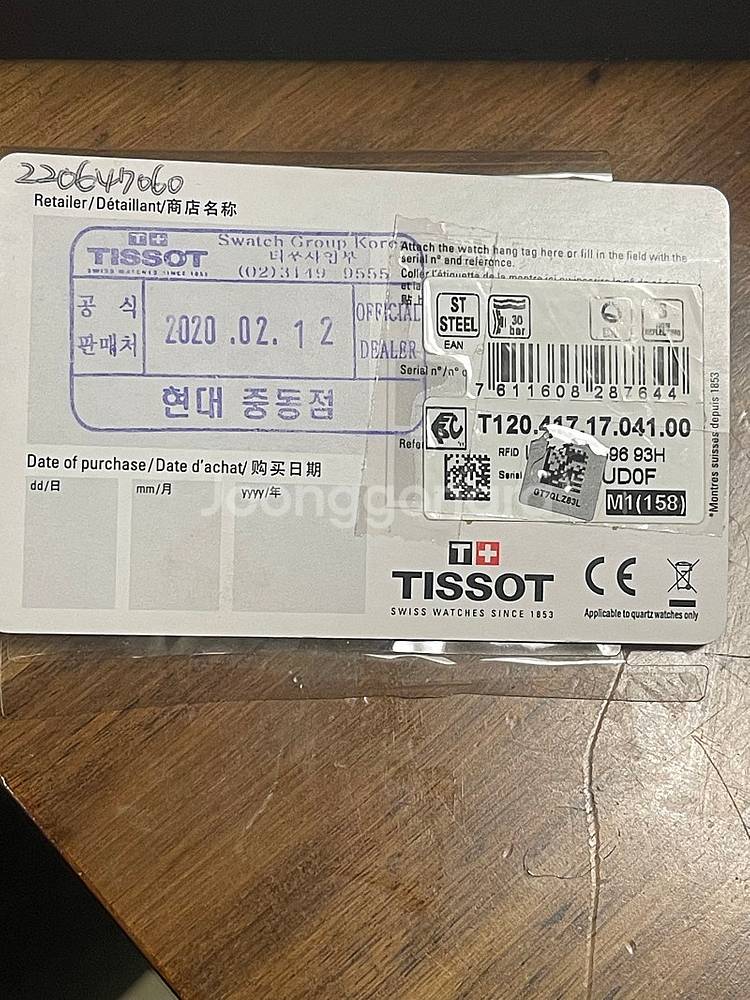 220647060
Retailer/Détaillant/商店名称
TISSOT
SWISS WATCHES SINCE 1853
Swatch Group Kore
티쏘사업부
(02)3149 9555
공 식
판매처
2020.02.12
OFFICIAL
DEALER
현대 중동점
Attach the watch hang tag here or fill in the field with the
serial n° and reference.
ST
STEEL
30
bar
EAN
Serial n°/n°
7 611608 287644
T120.417.17.041.00
RFID
96 93H
UD0F
GT7QLZ83L
M1(158)
*Montres suisses depuis 1853
Date of purchase/Date d'achat/购买日期
dd/日
mm/月
yyyy/年
Joonggonara
T+
TISSOT
SWISS WATCHES SINCE 1853
CE
Applicable to quartz watches only